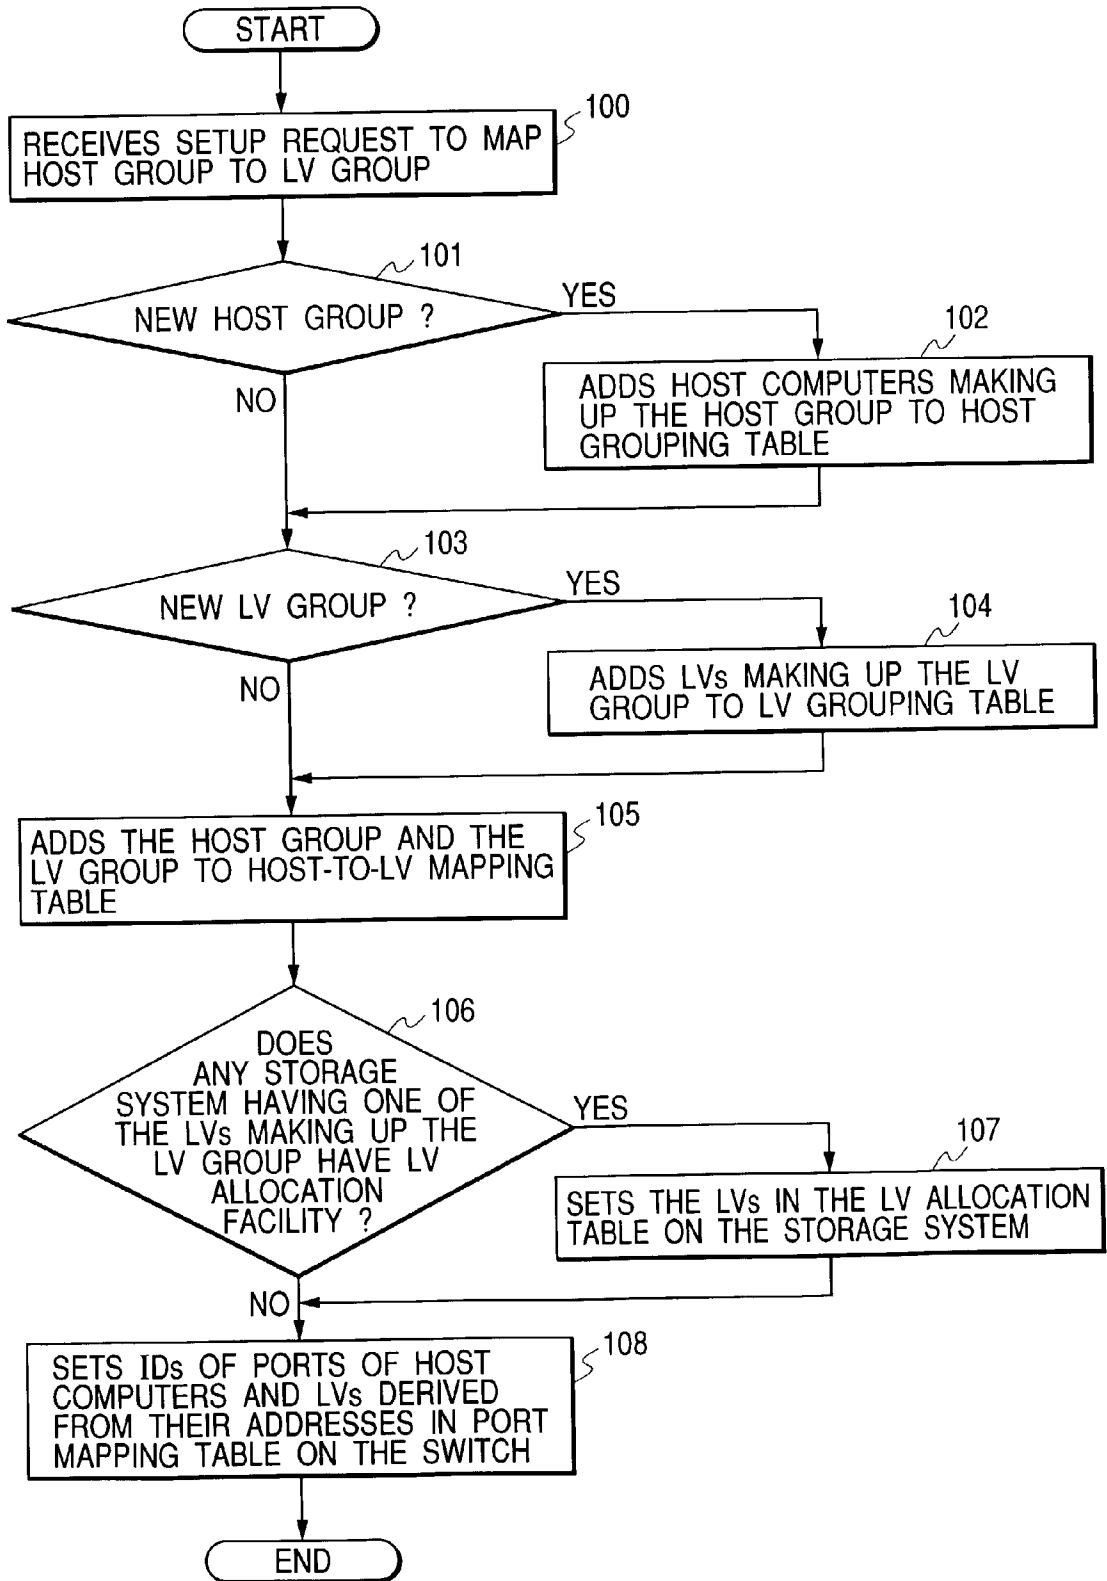 START
100
RECEIVES SETUP REQUEST TO MAP
HOST GROUP TO LV GROUP
101
NEW HOST GROUP ?
YES
NO
102
ADDS HOST COMPUTERS MAKING
UP THE HOST GROUP TO HOST
GROUPING TABLE
103
NEW LV GROUP ?
YES
NO
104
ADDS LVs MAKING UP THE LV
GROUP TO LV GROUPING TABLE
105
ADDS THE HOST GROUP AND THE
LV GROUP TO HOST-TO-LV MAPPING
TABLE
106
DOES
ANY STORAGE
SYSTEM HAVING ONE OF
THE LVs MAKING UP THE
LV GROUP HAVE LV
ALLOCATION
FACILITY ?
YES
NO
107
SETS THE LVs IN THE LV ALLOCATION
TABLE ON THE STORAGE SYSTEM
108
SETS IDs OF PORTS OF HOST
COMPUTERS AND LVs DERIVED
FROM THEIR ADDRESSES IN PORT
MAPPING TABLE ON THE SWITCH
END